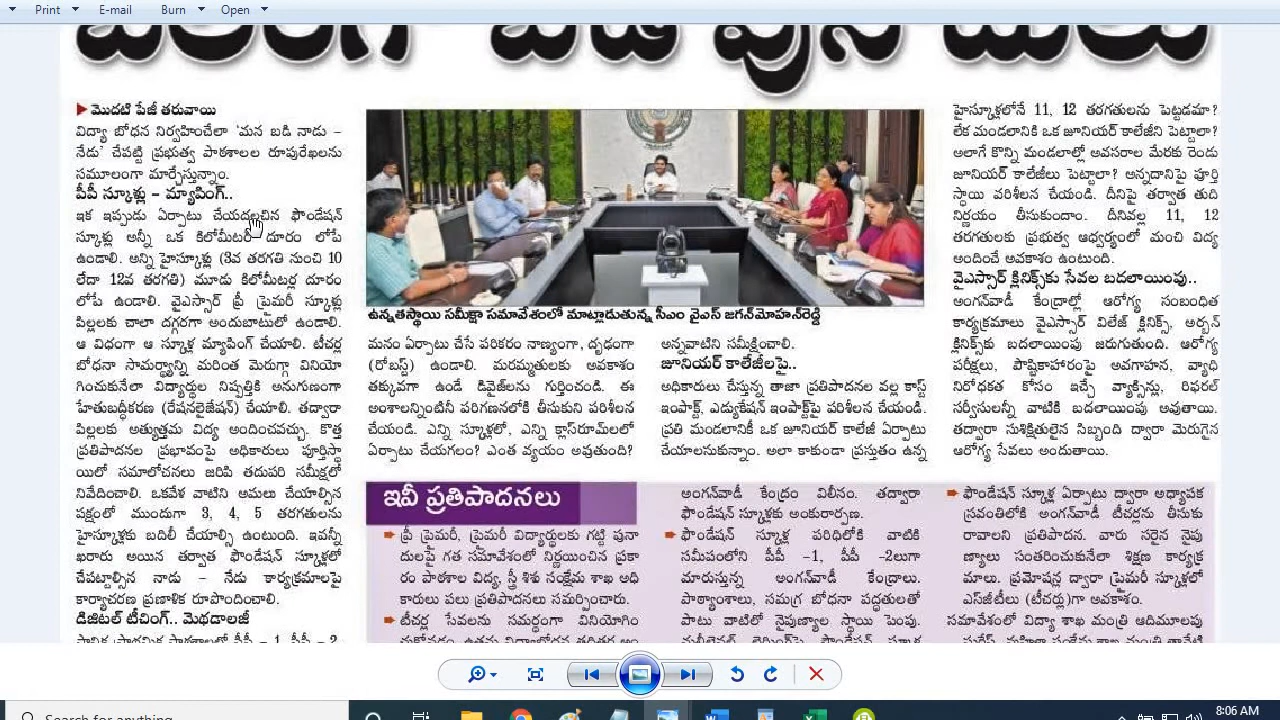 Print
E-mail
Burn
Open
▶ మొదటి పేజీ తరువాయి
విద్యా బోధన నిర్వహించేలా ‘మన బడి నాడు –
నేడు’ చేపట్టి ప్రభుత్వ పాఠశాలల రూపురేఖలను
సమూలంగా మార్చేస్తున్నాం.
పీపీ స్కూళ్లు – మ్యాపింగ్..
ఇక ఇప్పుడు ఏర్పాటు చేయదలచిన ఫౌండేషన్
స్కూళ్లు అన్నీ ఒక కిలోమీటర్ దూరం లోపే
ఉండాలి. అన్ని హైస్కూళ్లు (3వ తరగతి నుంచి 10
లేదా 12వ తరగతి) మూడు కిలోమీటర్ల దూరం
లోపే ఉండాలి. వైఎస్సార్ ప్రీ ప్రైమరీ స్కూళ్లు
పిల్లలకు చాలా దగ్గరగా అందుబాటులో ఉండాలి.
ఆ విధంగా ఆ స్కూళ్ల మ్యాపింగ్ చేయాలి. టీచర్ల
బోధనా సామర్థ్యాన్ని మరింత మెరుగ్గా వినియో
గించుకునేలా విద్యార్థుల నిష్పత్తికి అనుగుణంగా
హేతుబద్ధీకరణ (రేషనలైజేషన్) చేయాలి. తద్వారా
పిల్లలకు అత్యుత్తమ విద్య అందించవచ్చు. కొత్త
ప్రతిపాదనల ప్రభావంపై అధికారులు పూర్తిస్థా
యిలో సమాలోచనలు జరిపి తదుపరి సమీక్షలో
నివేదించాలి. ఒకవేళ వాటిని అమలు చేయాల్సిన
పక్షంలో ముందుగా 3, 4, 5 తరగతులను
హైస్కూళ్లకు బదిలీ చేయాల్సి ఉంటుంది. ఇవన్నీ
ఖరారు అయిన తర్వాత ఫౌండేషన్ స్కూళ్లలో
చేపట్టాల్సిన నాడు – నేడు కార్యక్రమాలపై
కార్యాచరణ ప్రణాళిక రూపొందించాలి.
డిజిటల్ టీచింగ్.. మెథడాలజీ
ఉన్నతస్థాయి సమీక్షా సమావేశంలో మాట్లాడుతున్న సీఎం వైఎస్ జగన్‌మోహన్‌రెడ్డి
మనం ఏర్పాటు చేసే పరికరం నాణ్యంగా, దృఢంగా
(రోబస్ట్) ఉండాలి. మరమ్మతులకు అవకాశం
తక్కువగా ఉండే డివైజ్‌లను గుర్తించండి. ఈ
అంశాలన్నింటినీ పరిగణనలోకి తీసుకుని పరిశీలన
చేయండి. ఎన్ని స్కూళ్లలో, ఎన్ని క్లాస్‌రూమ్‌లలో
ఏర్పాటు చేయగలం? ఎంత వ్యయం అవుతుంది?
అన్నవాటిని సమీక్షించాలి.
జూనియర్ కాలేజీలపై..
అధికారులు చేస్తున్న తాజా ప్రతిపాదనల వల్ల కాస్ట్
ఇంపాక్ట్, ఎడ్యుకేషన్ ఇంపాక్ట్‌పై పరిశీలన చేయండి.
ప్రతి మండలానికీ ఒక జూనియర్ కాలేజీ ఏర్పాటు
చేయాలనుకున్నాం. అలా కాకుండా ప్రస్తుతం ఉన్న
హైస్కూళ్లలోనే 11, 12 తరగతులను పెట్టడమా?
లేక మండలానికి ఒక జూనియర్ కాలేజీని పెట్టాలా?
అలాగే కొన్ని మండలాల్లో అవసరాల మేరకు రెండు
జూనియర్ కాలేజీలు పెట్టాలా? అన్నదానిపై పూర్తి
స్థాయి పరిశీలన చేయండి. దీనిపై తర్వాత తుది
నిర్ణయం తీసుకుందాం. దీనివల్ల 11, 12
తరగతులకు ప్రభుత్వ ఆధ్వర్యంలో మంచి విద్య
అందించే అవకాశం ఉంటుంది.
వైఎస్సార్ క్లినిక్స్‌కు సేవల బదలాయింపు..
అంగన్‌వాడీ కేంద్రాల్లో ఆరోగ్య సంబంధిత
కార్యక్రమాలు వైఎస్సార్ విలేజ్ క్లినిక్స్, అర్బన్
క్లినిక్స్‌కు బదలాయింపు జరుగుతుంది. ఆరోగ్య
పరీక్షలు, పౌష్టికాహారంపై అవగాహన, వ్యాధి
నిరోధకత కోసం ఇచ్చే వ్యాక్సిన్లు, రిఫరల్
సర్వీసులన్నీ వాటికి బదలాయింపు అవుతాయి.
తద్వారా సుశిక్షితులైన సిబ్బంది ద్వారా మెరుగైన
ఆరోగ్య సేవలు అందుతాయి.
ఇవీ ప్రతిపాదనలు
➨ ప్రీ ప్రైమరీ, ప్రైమరీ విద్యార్థులకు గట్టి పునా
దులపై గత సమావేశంలో నిర్ణయించిన ప్రకా
రం పాఠశాల విద్య, స్త్రీ శిశు సంక్షేమ శాఖ అధి
కారులు పలు ప్రతిపాదనలు సమర్పించారు.
➨ టీచర్ల సేవలను సమర్థంగా వినియోగిం
అంగన్‌వాడీ కేంద్రం విలీనం. తద్వారా
ఫౌండేషన్ స్కూళ్లకు అంకురార్పణ.
➨ ఫౌండేషన్ స్కూళ్ల పరిధిలోకి వాటికి
సమీపంలోని పీపీ –1, పీపీ –2లుగా
మారుస్తున్న అంగన్‌వాడీ కేంద్రాలు.
పాఠ్యాంశాలు, సమగ్ర బోధనా పద్ధతులతో
పాటు వాటిలో నైపుణ్యాల స్థాయి పెంపు.
➨ ఫౌండేషన్ స్కూళ్ల ఏర్పాటు ద్వారా అధ్యాపక
స్రవంతిలోకి అంగన్‌వాడీ టీచర్లను తీసుకు
రావాలని ప్రతిపాదన. వారు సరైన నైపు
ణ్యాలు సంతరించుకునేలా శిక్షణ కార్యక్ర
మాలు. ప్రమోషన్ల ద్వారా ప్రైమరీ స్కూళ్లలో
ఎస్‌జీటీలు (టీచర్లు)గా అవకాశం.
సమావేశంలో విద్యా శాఖ మంత్రి ఆదిమూలపు
8:06 AM